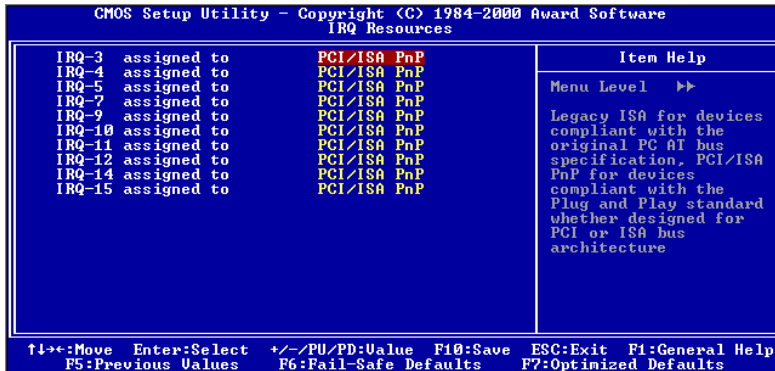 CMOS Setup Utility - Copyright (C) 1984-2000 Award Software
IRQ Resources
IRQ-3 assigned to PCI/ISA PnP
IRQ-4 assigned to PCI/ISA PnP
IRQ-5 assigned to PCI/ISA PnP
IRQ-7 assigned to PCI/ISA PnP
IRQ-9 assigned to PCI/ISA PnP
IRQ-10 assigned to PCI/ISA PnP
IRQ-11 assigned to PCI/ISA PnP
IRQ-12 assigned to PCI/ISA PnP
IRQ-14 assigned to PCI/ISA PnP
IRQ-15 assigned to PCI/ISA PnP
Item Help
Menu Level ▶▶
Legacy ISA for devices
compliant with the
original PC AT bus
specification, PCI/ISA
PnP for devices
compliant with the
Plug and Play standard
whether designed for
PCI or ISA bus
architecture
↑↓→←:Move Enter:Select +/-/PU/PD:Value F10:Save ESC:Exit F1:General Help
F5:Previous Values F6:Fail-Safe Defaults F7:Optimized Defaults